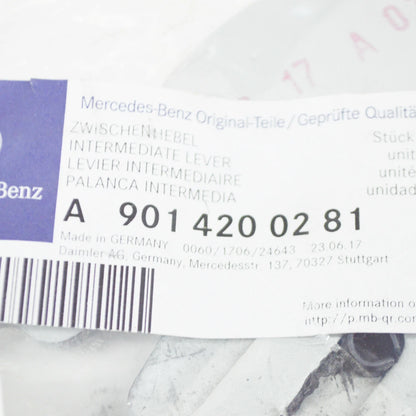 17 A 0
Mercedes-Benz Original-Teile/Geprüfte Qualitä
ZWISCHENHEBEL Stück
INTERMEDIATE LEVER unit
LEVIER INTERMEDIAIRE unité
PALANCA INTERMEDIA unidad
Benz
A 901 420 02 81
Made in GERMANY 0060/1706/24643 23.06.17
Daimler AG, Germany, Mercedesstr. 137, 70327 Stuttgart
More information o
http://p.mb-qr.com/